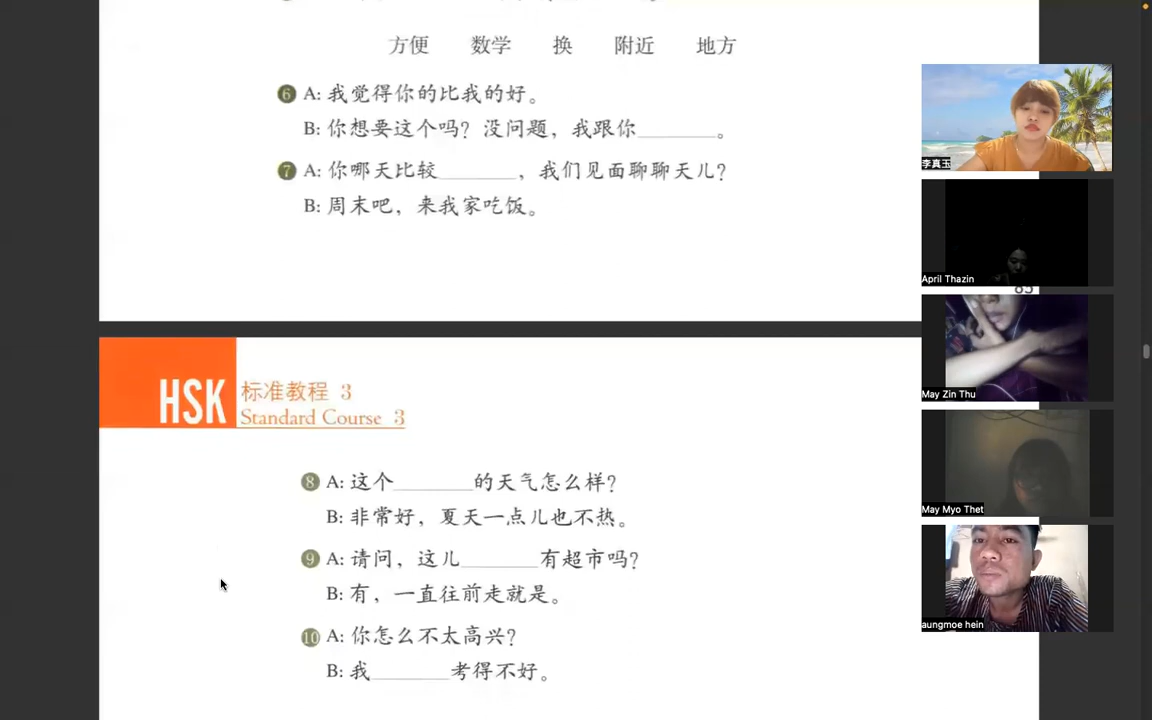 方便 数学 换 附近 地方
6 A: 我觉得你的比我的好。
B: 你想要这个吗？没问题，我跟你________。
7 A: 你哪天比较________，我们见面聊聊天儿？
B: 周末吧，来我家吃饭。
HSK 标准教程 3
Standard Course 3
8 A: 这个________的天气怎么样？
B: 非常好，夏天一点儿也不热。
9 A: 请问，这儿________有超市吗？
B: 有，一直往前走就是。
10 A: 你怎么不太高兴？
B: 我________考得不好。
李真玉
April Thazin
May Zin Thu
May Myo Thet
aungmoe hein